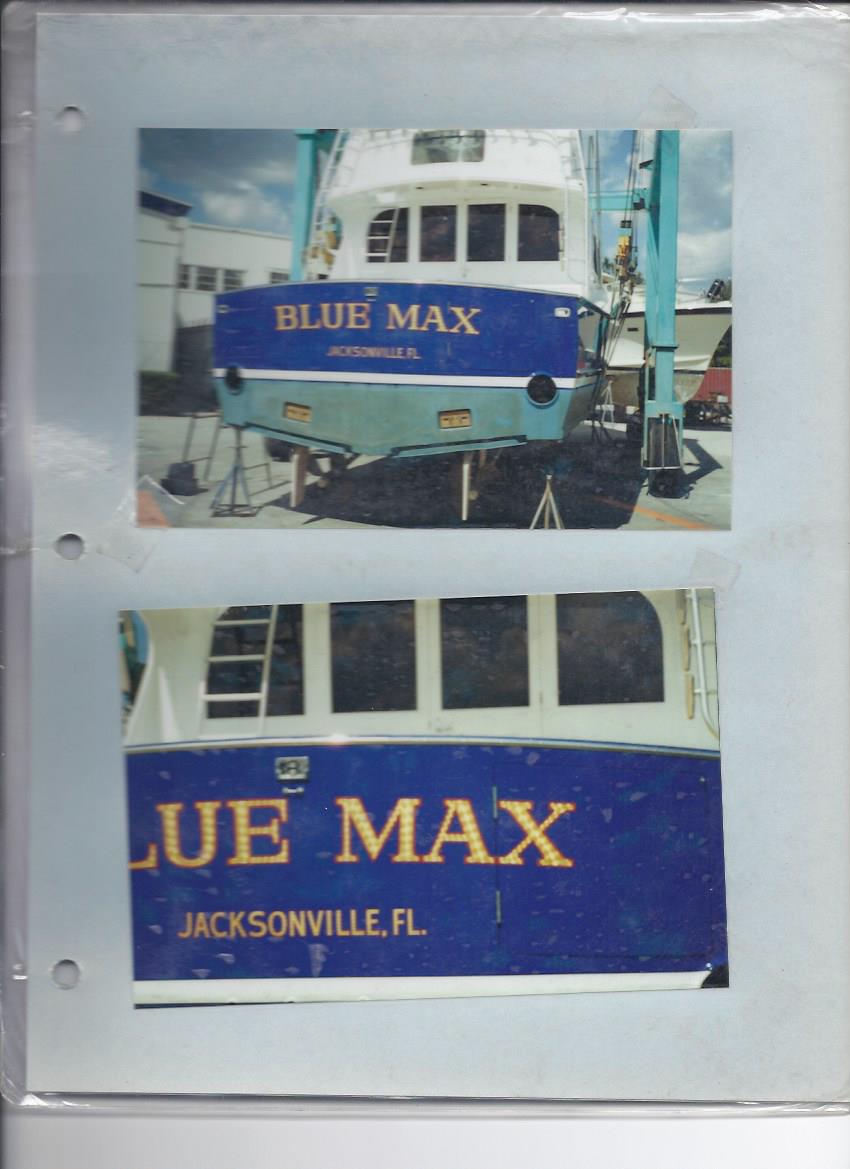 BLUE MAX
JACKSONVILLE, FL.
LUE MAX
JACKSONVILLE, FL.